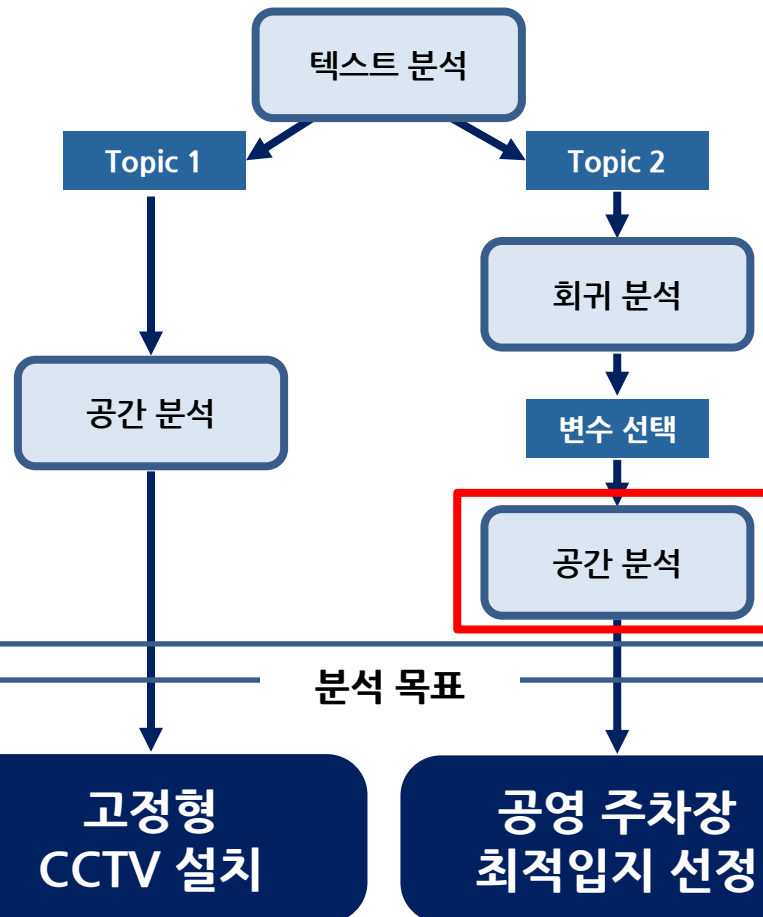 텍스트 분석
Topic 1
Topic 2
회귀 분석
공간 분석
변수 선택
공간 분석
분석 목표
고정형
CCTV 설치
공영 주차장
최적입지 선정